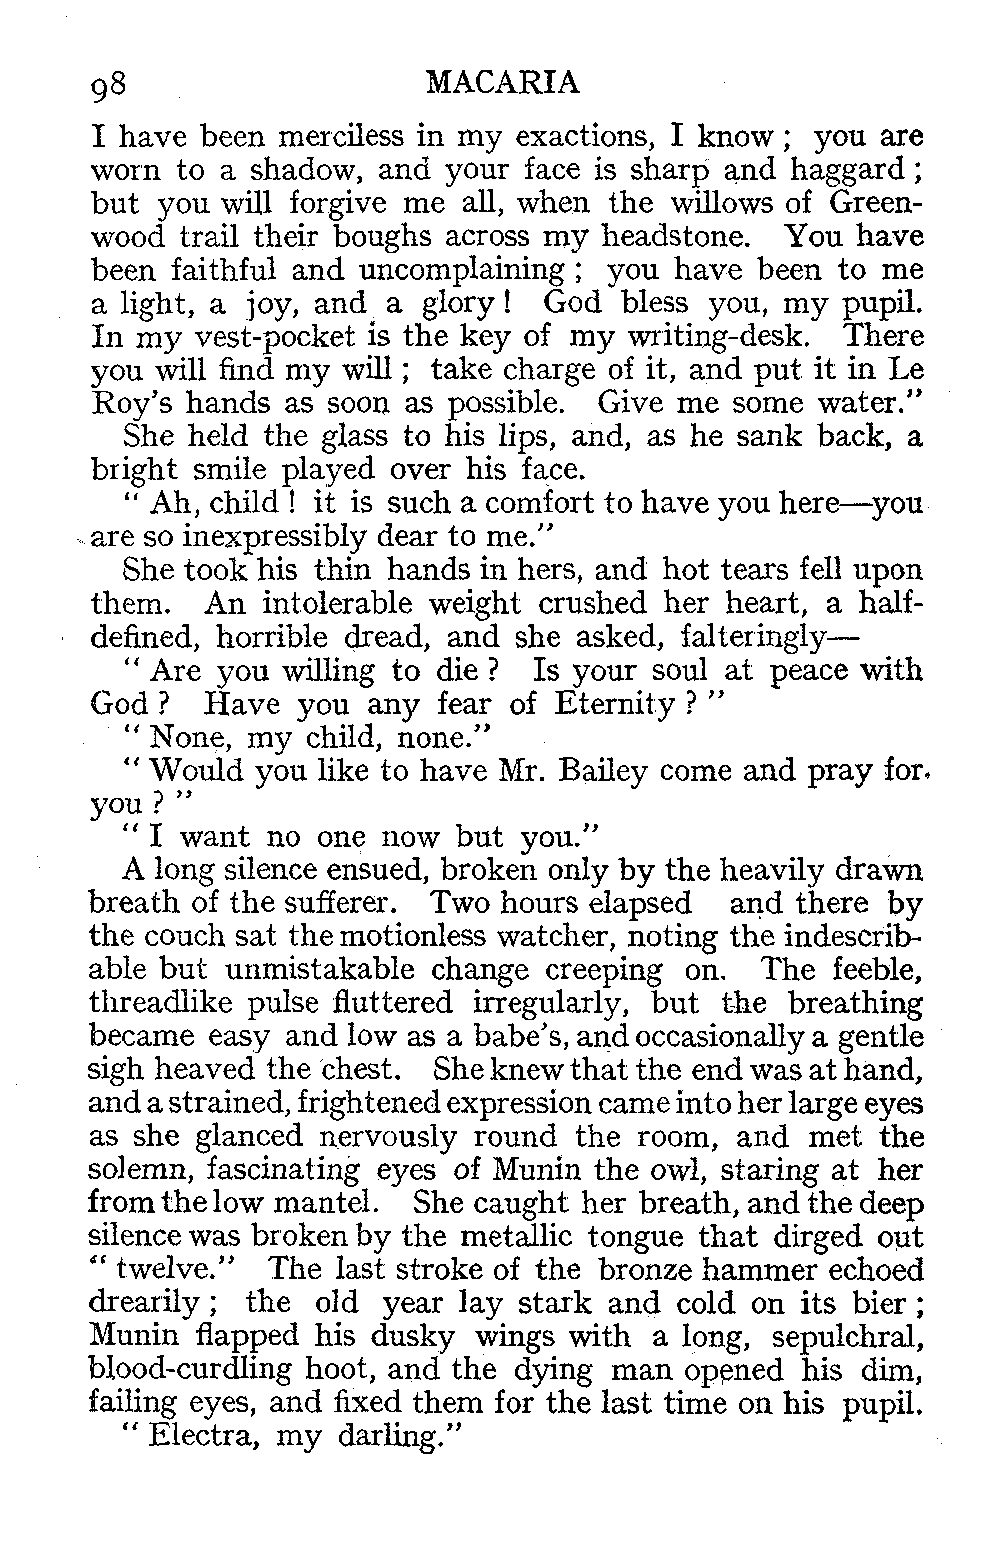 98 MACARIA
I have been merciless in my exactions, I know ; you are
worn to a shadow, and your face is sharp and haggard ;
but you will forgive me all, when the willows of Green-
wood trail their boughs across my headstone. You have
been faithful and uncomplaining ; you have been to me
a light, a joy, and a glory ! God bless you, my pupil.
In my vest-pocket is the key of my writing-desk. There
you will find my will ; take charge of it, and put it in Le
Roy's hands as soon as possible. Give me some water."
She held the glass to his lips, and, as he sank back, a
bright smile played over his face.
" Ah, child ! it is such a comfort to have you here—you
are so inexpressibly dear to me."
She took his thin hands in hers, and hot tears fell upon
them. An intolerable weight crushed her heart, a half-
defined, horrible dread, and she asked, falteringly—
" Are you willing to die ? Is your soul at peace with
God ? Have you any fear of Eternity ? "
" None, my child, none."
" Would you like to have Mr. Bailey come and pray for
you ? "
" I want no one now but you."
A long silence ensued, broken only by the heavily drawn
breath of the sufferer. Two hours elapsed and there by
the couch sat the motionless watcher, noting the indescrib-
able but unmistakable change creeping on. The feeble,
threadlike pulse fluttered irregularly, but the breathing
became easy and low as a babe's, and occasionally a gentle
sigh heaved the chest. She knew that the end was at hand,
and a strained, frightened expression came into her large eyes
as she glanced nervously round the room, and met the
solemn, fascinating eyes of Munin the owl, staring at her
from the low mantel. She caught her breath, and the deep
silence was broken by the metallic tongue that dirged out
" twelve." The last stroke of the bronze hammer echoed
drearily ; the old year lay stark and cold on its bier ;
Munin flapped his dusky wings with a long, sepulchral,
blood-curdling hoot, and the dying man opened his dim,
failing eyes, and fixed them for the last time on his pupil.
" Electra, my darling."